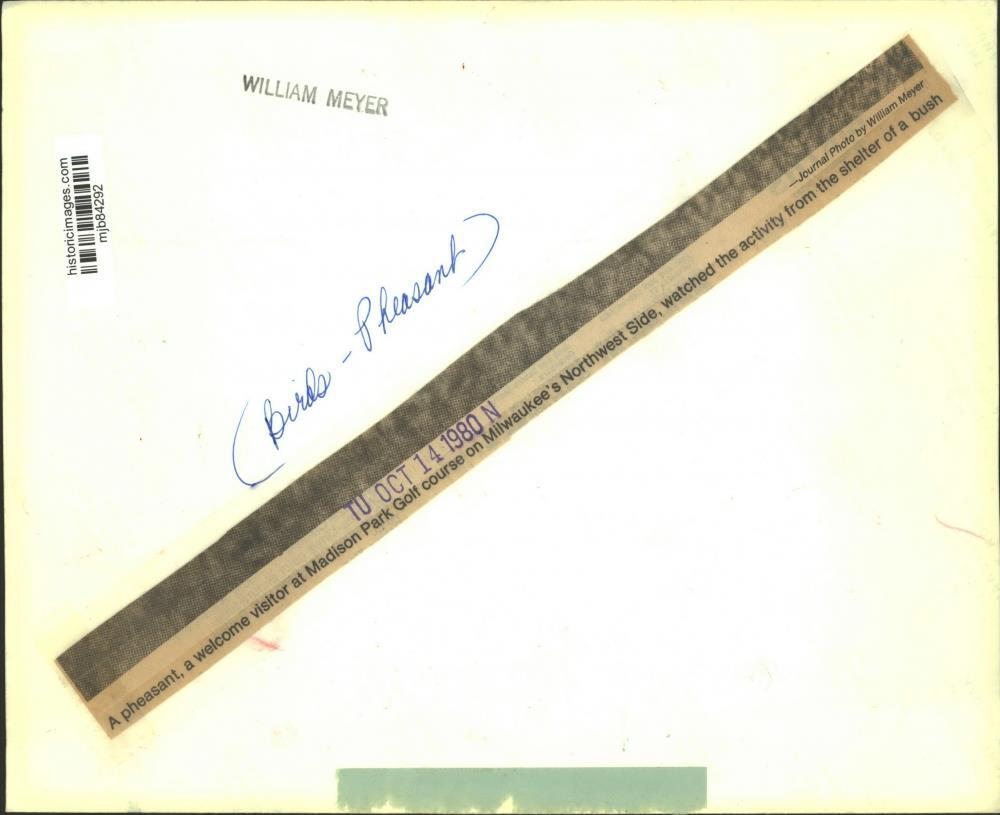 WILLIAM MEYER
historicimages.com
mjb84292
(Birds - Pheasant)
—Journal Photo by William Meyer
TU OCT 14 1980 N
A pheasant, a welcome visitor at Madison Park Golf course on Milwaukee's Northwest Side, watched the activity from the shelter of a bush